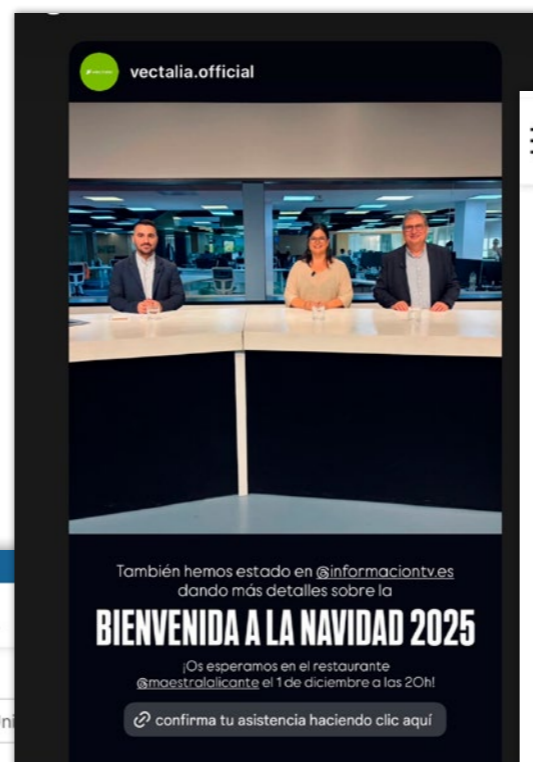 vectalia.official
También hemos estado en @informaciontv.es
dando más detalles sobre la
BIENVENIDA A LA NAVIDAD 2025
¡Os esperamos en el restaurante
@maestralalicante el 1 de diciembre a las 20h!
confirma tu asistencia haciendo clic aquí